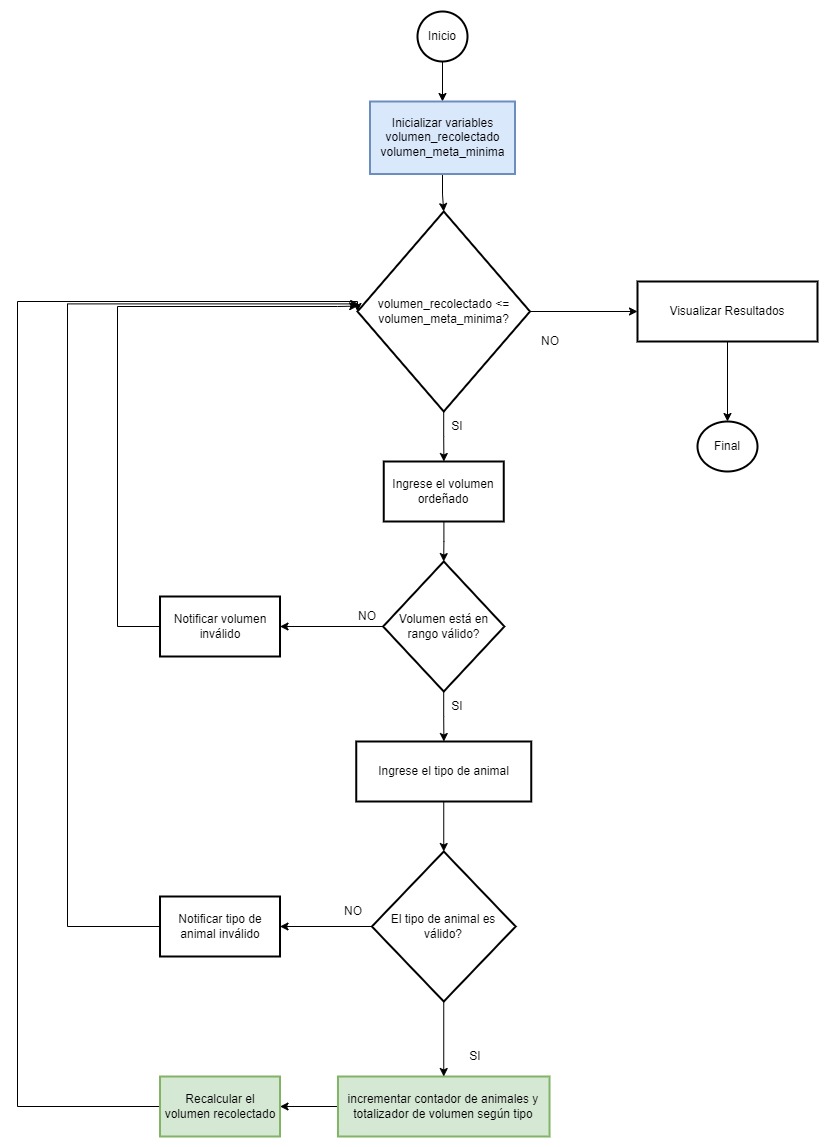 Inicio
Inicializar variables
volumen_recolectado
volumen_meta_minima
volumen_recolectado <=
volumen_meta_minima?
NO
Visualizar Resultados
Final
SI
Ingrese el volumen
ordeñado
Volumen está en
rango válido?
NO
Notificar volumen
inválido
SI
Ingrese el tipo de animal
El tipo de animal es
válido?
NO
Notificar tipo de
animal inválido
SI
incrementar contador de animales y
totalizador de volumen según tipo
Recalcular el
volumen recolectado